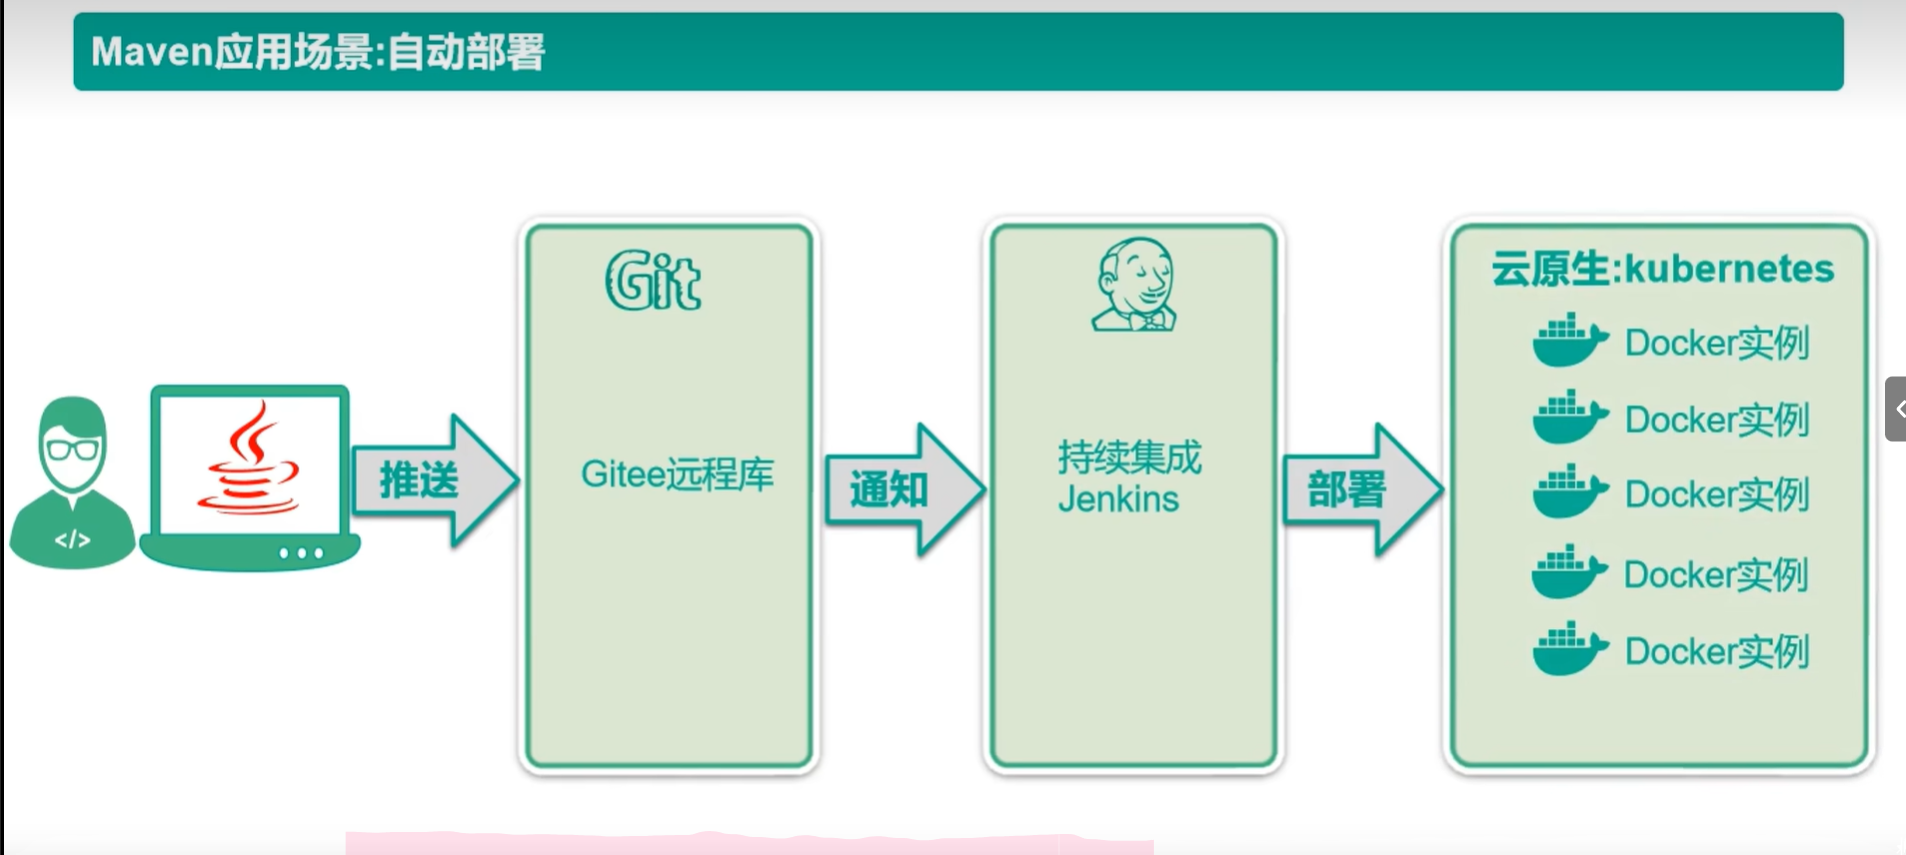 Maven应用场景:自动部署
</>
推送
Git
Gitee远程库
通知
持续集成
Jenkins
部署
云原生:kubernetes
Docker实例
Docker实例
Docker实例
Docker实例
Docker实例